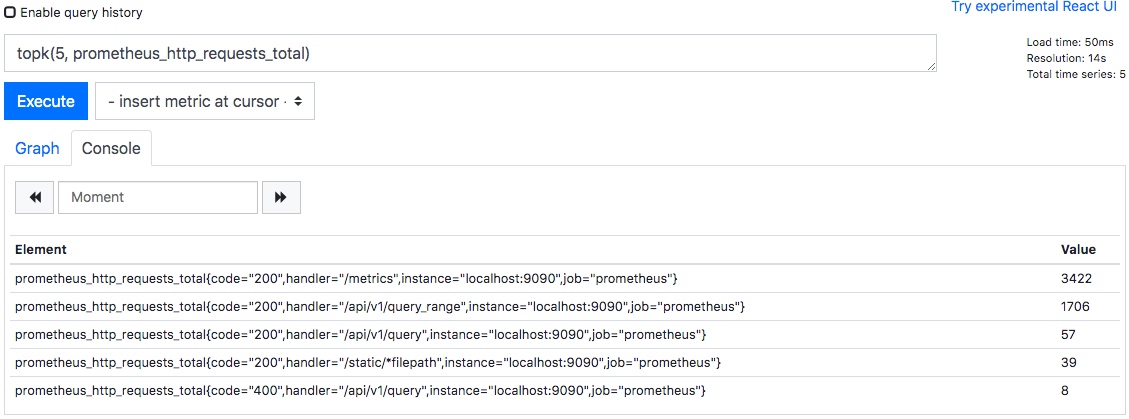 Enable query history
Try experimental React UI
topk(5, prometheus_http_requests_total)
Load time: 50ms
Resolution: 14s
Total time series: 5
Execute
- insert metric at cursor -
Graph
Console
Moment
Element Value
prometheus_http_requests_total{code="200",handler="/metrics",instance="localhost:9090",job="prometheus"} 3422
prometheus_http_requests_total{code="200",handler="/api/v1/query_range",instance="localhost:9090",job="prometheus"} 1706
prometheus_http_requests_total{code="200",handler="/api/v1/query",instance="localhost:9090",job="prometheus"} 57
prometheus_http_requests_total{code="200",handler="/static/*filepath",instance="localhost:9090",job="prometheus"} 39
prometheus_http_requests_total{code="400",handler="/api/v1/query",instance="localhost:9090",job="prometheus"} 8